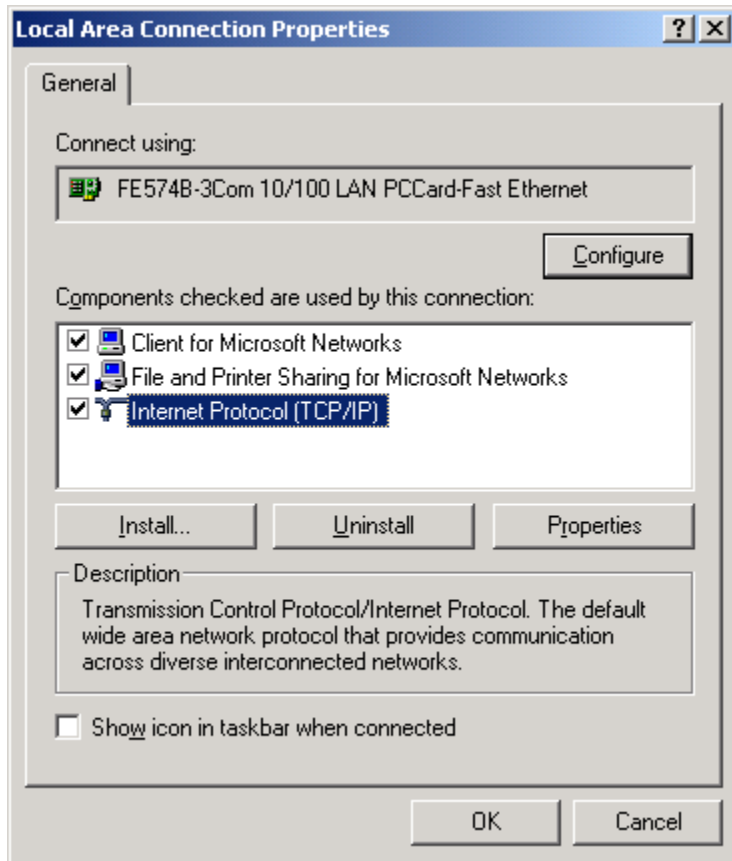 Local Area Connection Properties
General
Connect using:
FE574B-3Com 10/100 LAN PCCard-Fast Ethernet
Configure
Components checked are used by this connection:
Client for Microsoft Networks
File and Printer Sharing for Microsoft Networks
Internet Protocol (TCP/IP)
Install... Uninstall Properties
Description
Transmission Control Protocol/Internet Protocol. The default
wide area network protocol that provides communication
across diverse interconnected networks.
Show icon in taskbar when connected
OK Cancel